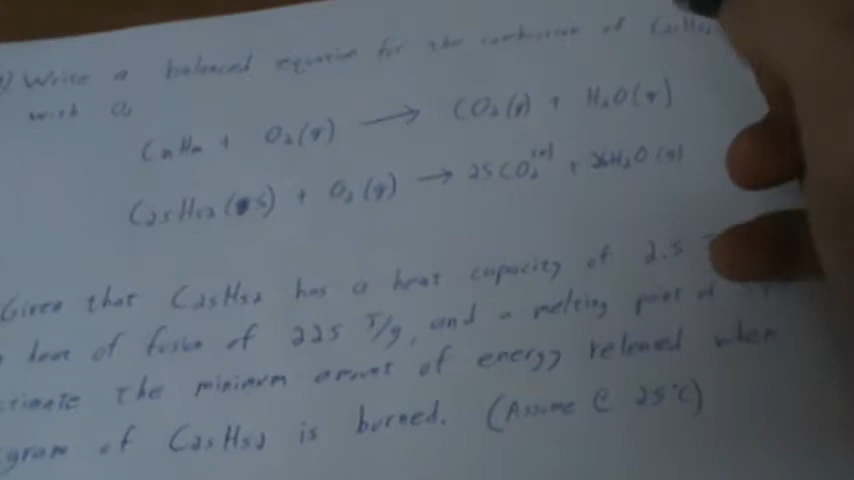 Write a balanced equation for the combustion of C25H52
with O2
CnHm + O2(g) → CO2(g) + H2O(g)
C25H52(s) + O2(g) → 25CO2(g) + 26H2O(g)
Given that C25H52 has a heat capacity of 2.5
heat of fusion of 225 J/g, and a melting point of
the minimum amount of energy released when
gram of C25H52 is burned. (Assume @ 25°C)